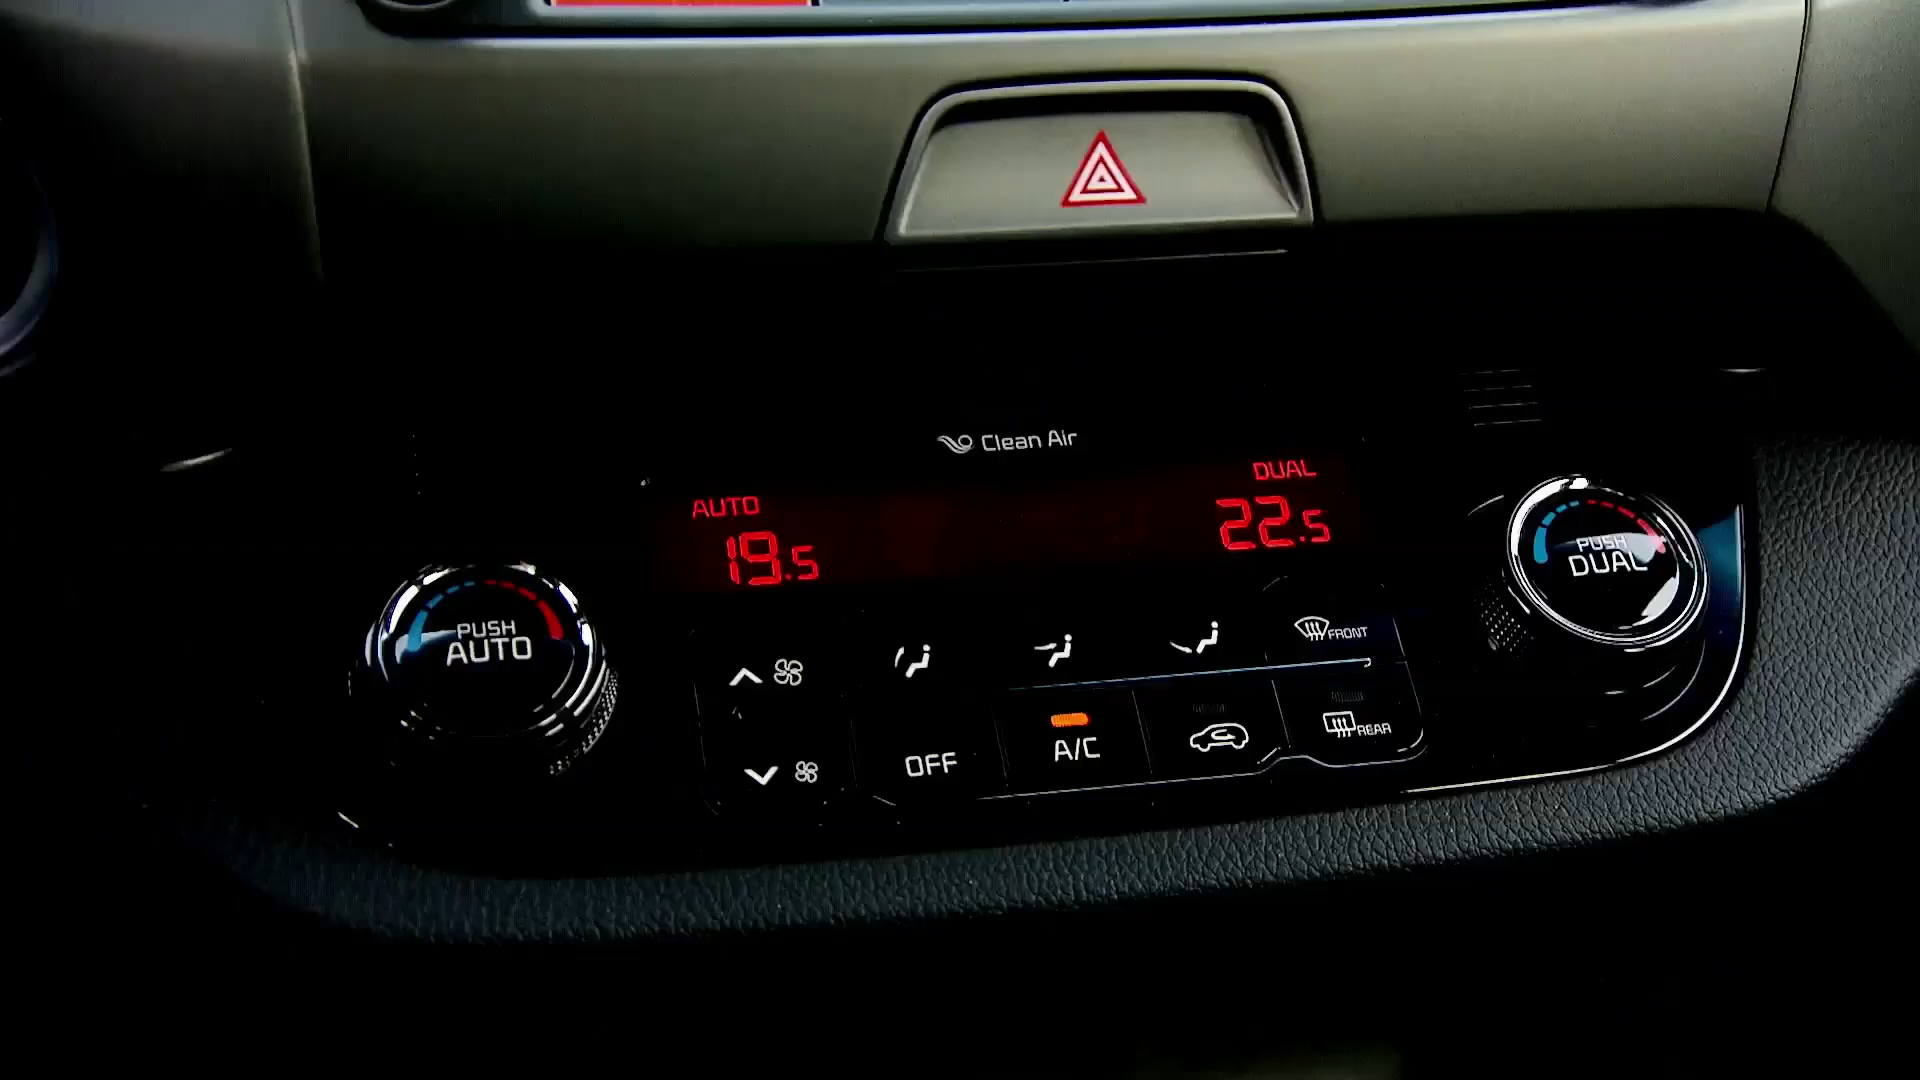 Clean Air
AUTO
19.5
DUAL
22.5
PUSH
AUTO
PUSH
DUAL
FRONT
OFF
A/C
REAR